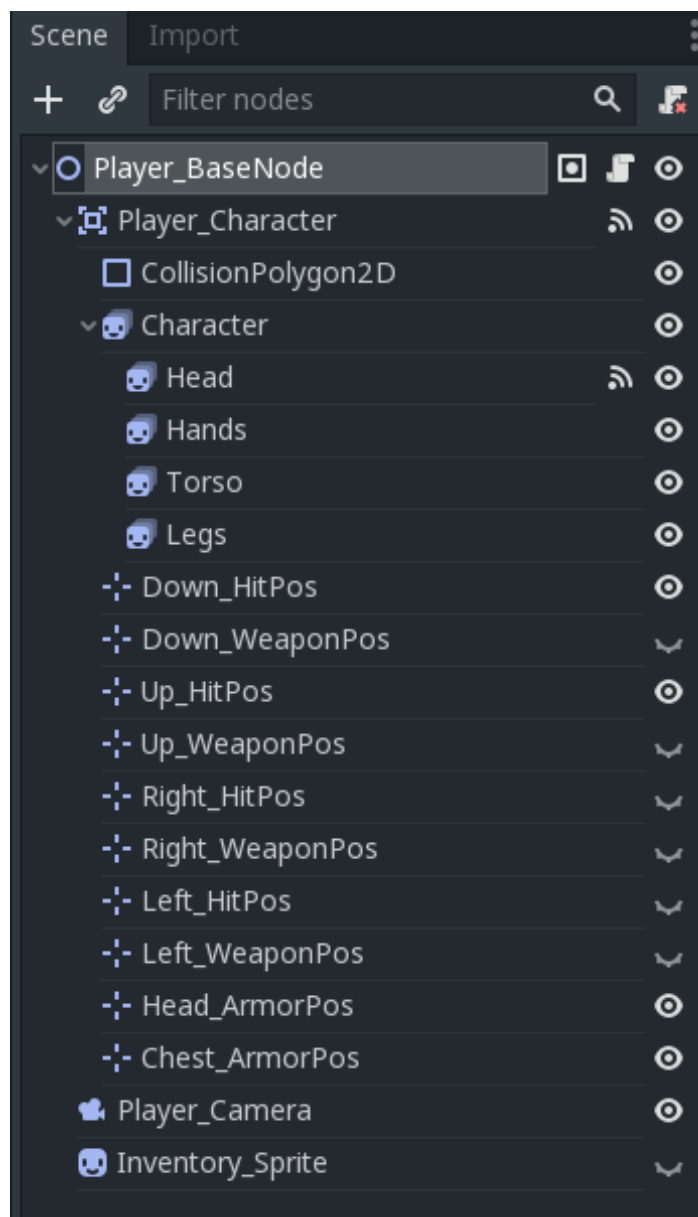 Scene Import
Filter nodes
Player_BaseNode
Player_Character
CollisionPolygon2D
Character
Head
Hands
Torso
Legs
Down_HitPos
Down_WeaponPos
Up_HitPos
Up_WeaponPos
Right_HitPos
Right_WeaponPos
Left_HitPos
Left_WeaponPos
Head_ArmorPos
Chest_ArmorPos
Player_Camera
Inventory_Sprite